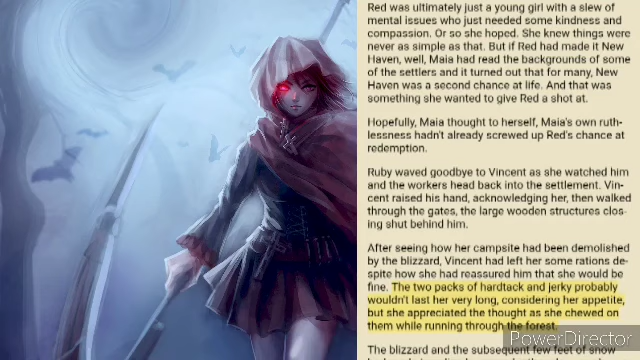 Red was ultimately just a young girl with a slew of
mental issues who just needed some kindness and
compassion. Or so she hoped. She knew things were
never as simple as that. But if Red had made it New
Haven, well, Maia had read the backgrounds of some
of the settlers and it turned out that for many, New
Haven was a second chance at life. And that was
something she wanted to give Red a shot at.
Hopefully, Maia thought to herself, Maia's own ruth-
lessness hadn't already screwed up Red's chance at
redemption.
Ruby waved goodbye to Vincent as she watched him
and the workers head back into the settlement. Vin-
cent raised his hand, acknowledging her, then walked
through the gates, the large wooden structures clos-
ing shut behind him.
After seeing how her campsite had been demolished
by the blizzard, Vincent had left her some rations de-
spite how she had reassured him that she would be
fine. The two packs of hardtack and jerky probably
wouldn't last her very long, considering her appetite,
but she appreciated the thought as she chewed on
them while running through the forest.
The blizzard and the subsequent few feet of snow
PowerDirector